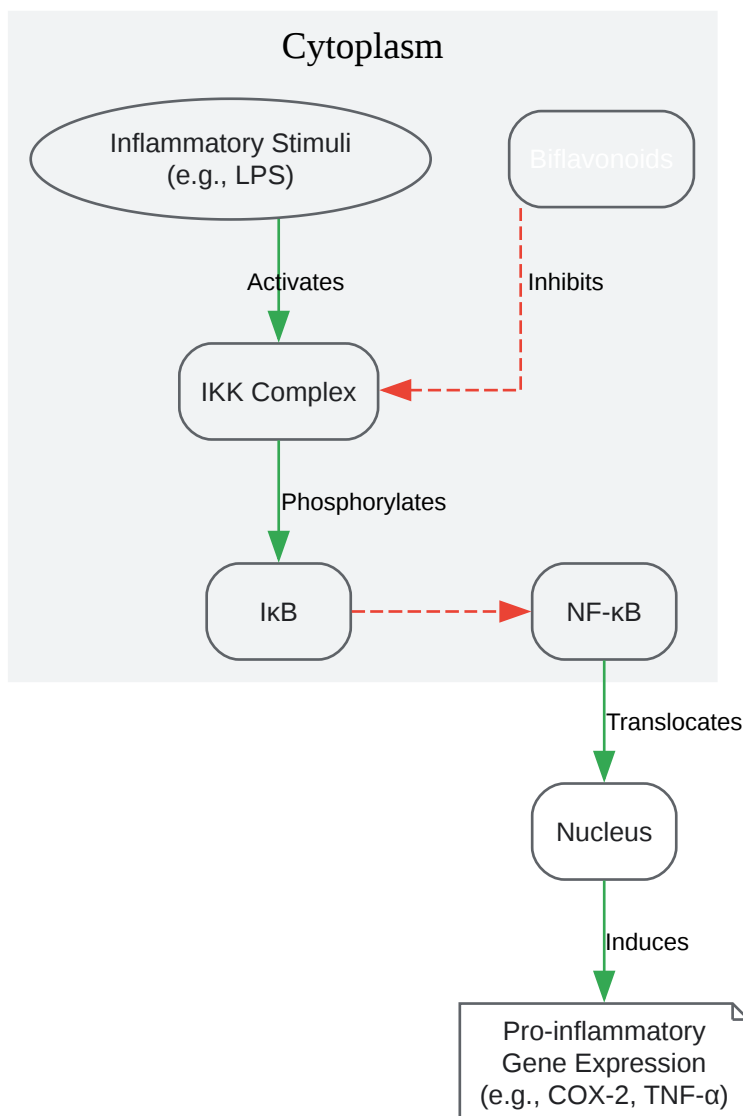 Cytoplasm
Inflammatory Stimuli
(e.g., LPS)
Biflavonoids
Activates
Inhibits
IKK Complex
Phosphorylates
IκB
NF-κB
Translocates
Nucleus
Induces
Pro-inflammatory
Gene Expression
(e.g., COX-2, TNF-α)